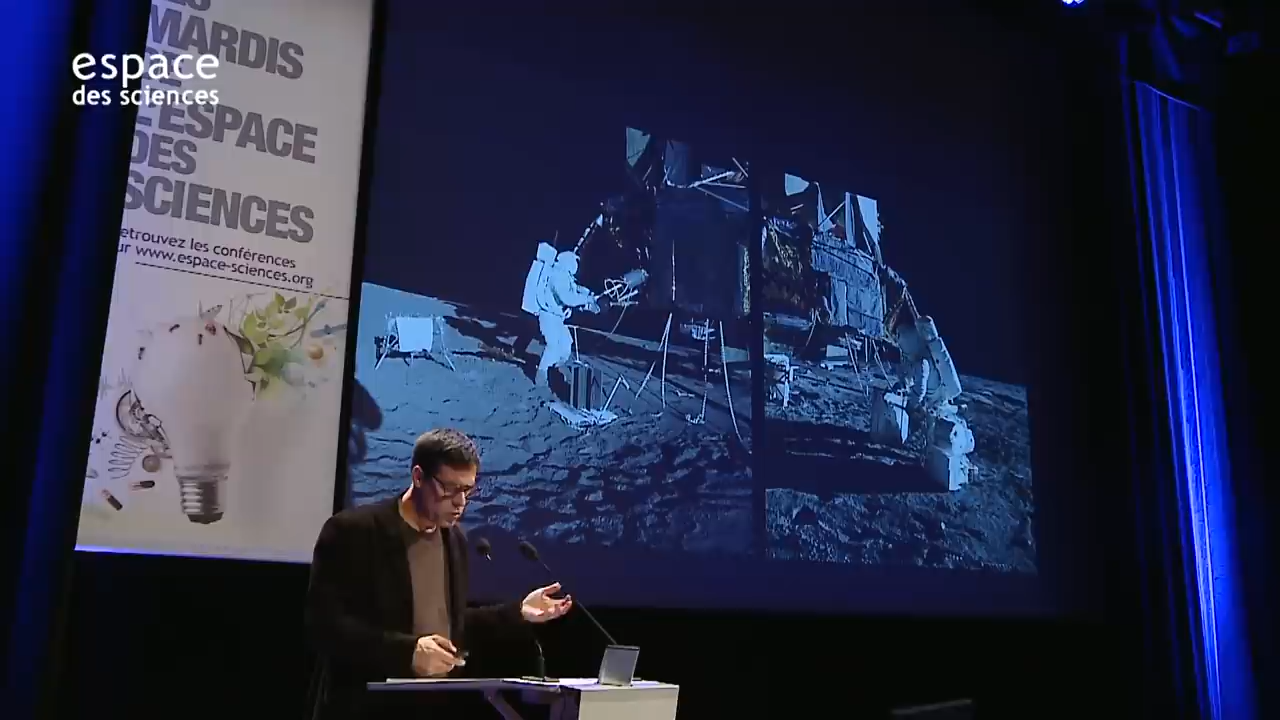 espace
des sciences
MARDIS
L'ESPACE
DES
SCIENCES
etrouvez les conférences
ur www.espace-sciences.org